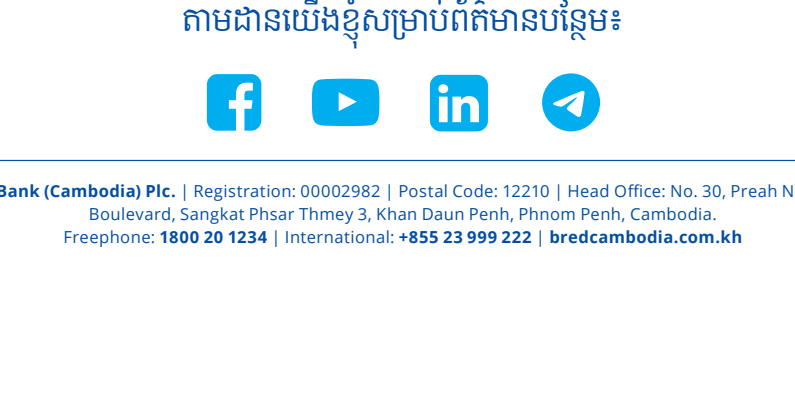 តាមដានយើងខ្ញុំសម្រាប់ព័ត៌មានបន្ថែម៖
Bank (Cambodia) Plc. | Registration: 00002982 | Postal Code: 12210 | Head Office: No. 30, Preah N
Boulevard, Sangkat Phsar Thmey 3, Khan Daun Penh, Phnom Penh, Cambodia.
Freephone: 1800 20 1234 | International: +855 23 999 222 | bredcambodia.com.kh